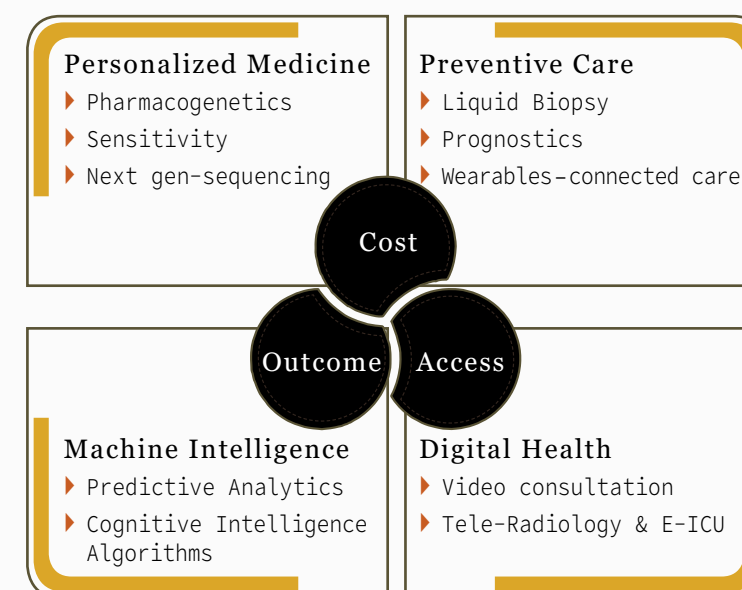 Personalized Medicine
Pharmacogenetics
Sensitivity
Next gen-sequencing
Preventive Care
Liquid Biopsy
Prognostics
Wearables-connected care
Cost
Outcome
Access
Machine Intelligence
Predictive Analytics
Cognitive Intelligence
Algorithms
Digital Health
Video consultation
Tele-Radiology & E-ICU